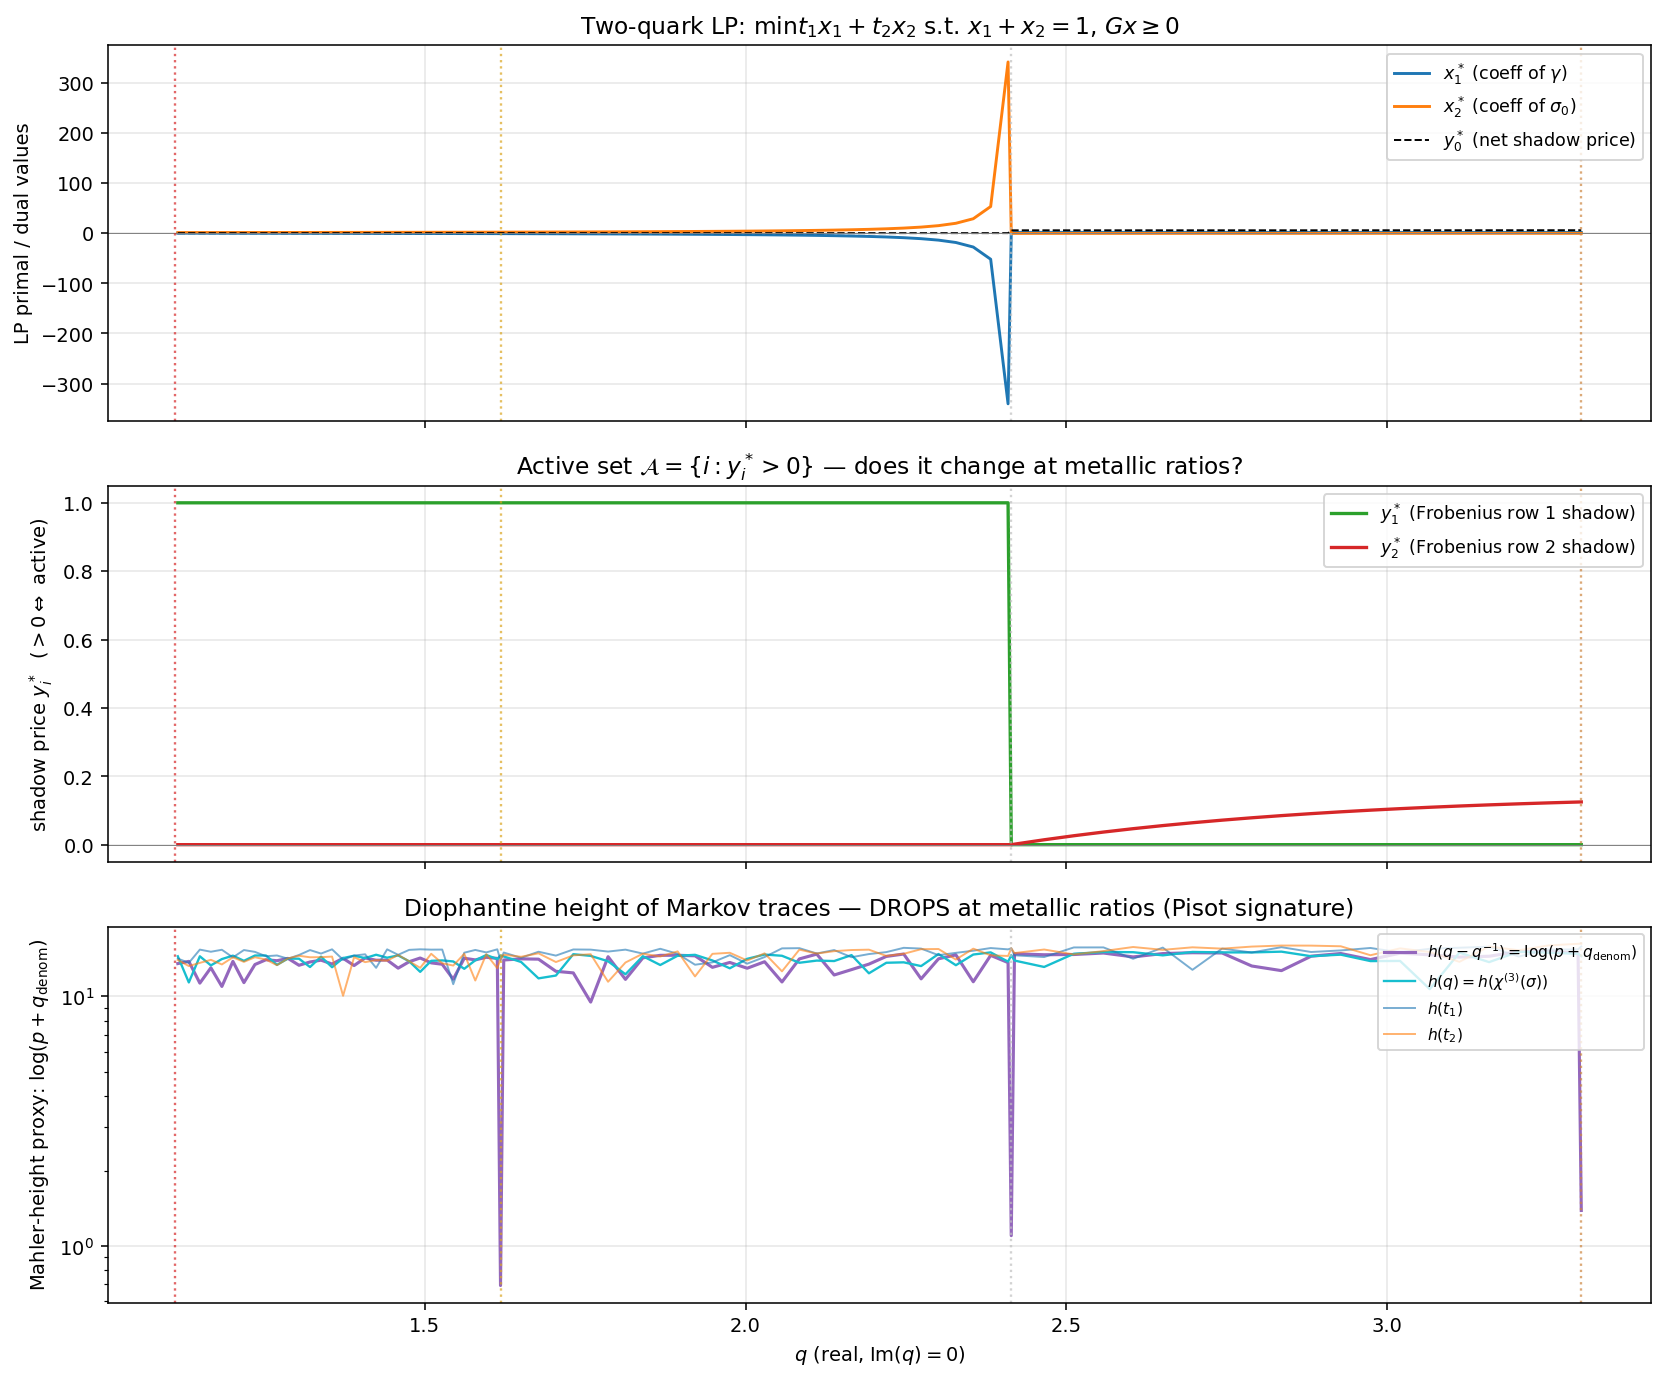 Two-quark LP: min t₁x₁ + t₂x₂ s.t. x₁ + x₂ = 1, Gx ≥ 0
LP primal / dual values
300
200
100
0
−100
−200
−300
x₁* (coeff of γ)
x₂* (coeff of σ₀)
y₀* (net shadow price)
Active set 𝒜 = {i : yᵢ* > 0} — does it change at metallic ratios?
shadow price yᵢ* (> 0 ⇔ active)
1.0
0.8
0.6
0.4
0.2
0.0
y₁* (Frobenius row 1 shadow)
y₂* (Frobenius row 2 shadow)
Diophantine height of Markov traces — DROPS at metallic ratios (Pisot signature)
Mahler-height proxy: log(p + q_denom)
10¹
10⁰
h(q − q⁻¹) = log(p + q_denom)
h(q) = h(χ⁽³⁾(σ))
h(t₁)
h(t₂)
1.5
2.0
2.5
3.0
q (real, Im(q) = 0)